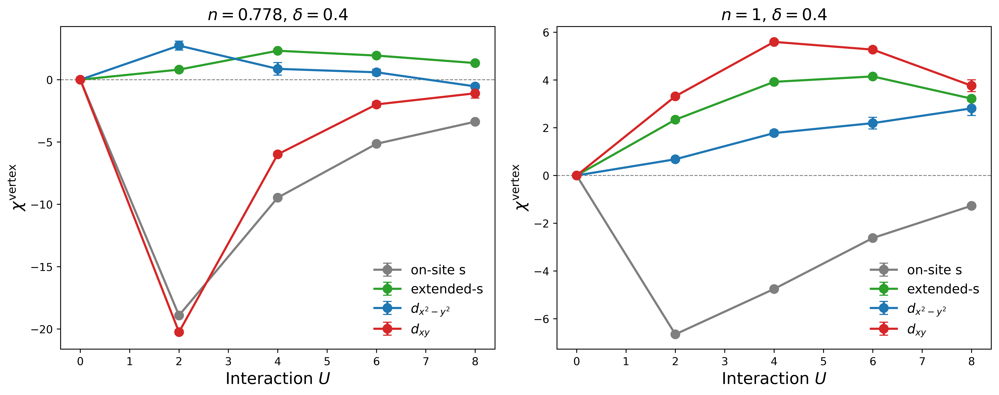 n = 0.778, δ = 0.4
χ^vertex
0
−5
−10
−15
−20
on-site s
extended-s
d_{x²−y²}
d_{xy}
0 1 2 3 4 5 6 7 8
Interaction U
n = 1, δ = 0.4
χ^vertex
6
4
2
0
−2
−4
−6
on-site s
extended-s
d_{x²−y²}
d_{xy}
0 1 2 3 4 5 6 7 8
Interaction U